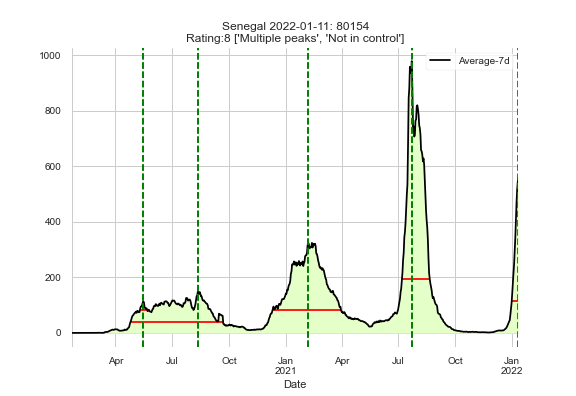 Senegal 2022-01-11: 80154
Rating:8 ['Multiple peaks', 'Not in control']
Average-7d
1000
800
600
400
200
0
Apr Jul Oct Jan Apr Jul Oct Jan
2021 2022
Date